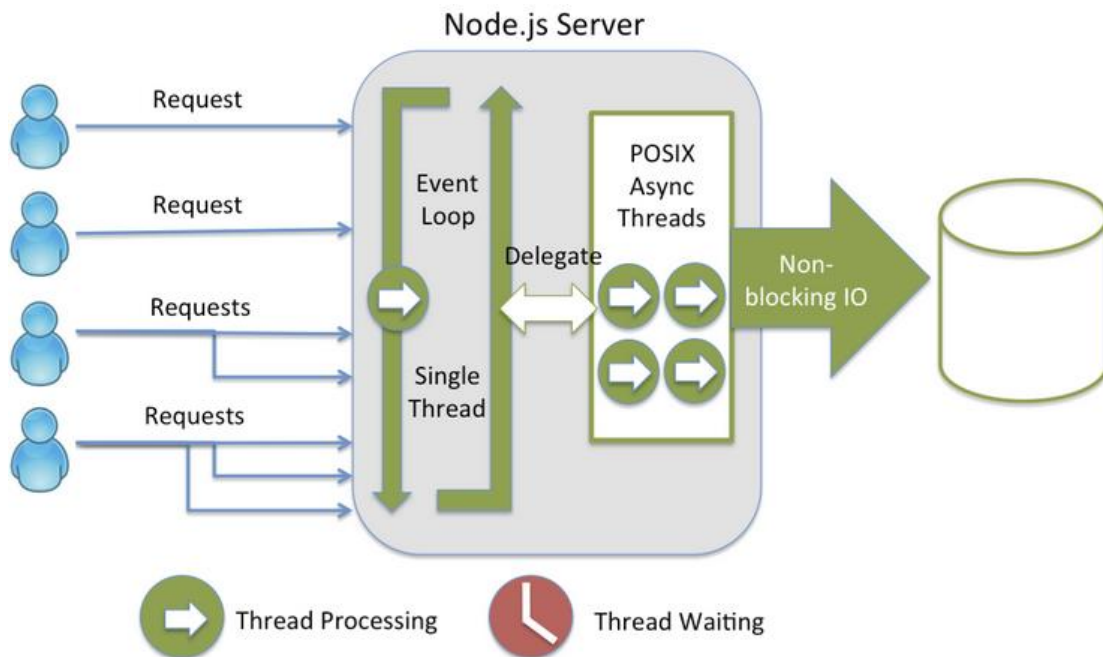 Node.js Server
Request
Request
Requests
Requests
Event
Loop
Single
Thread
Delegate
POSIX
Async
Threads
Non-
blocking IO
Thread Processing
Thread Waiting